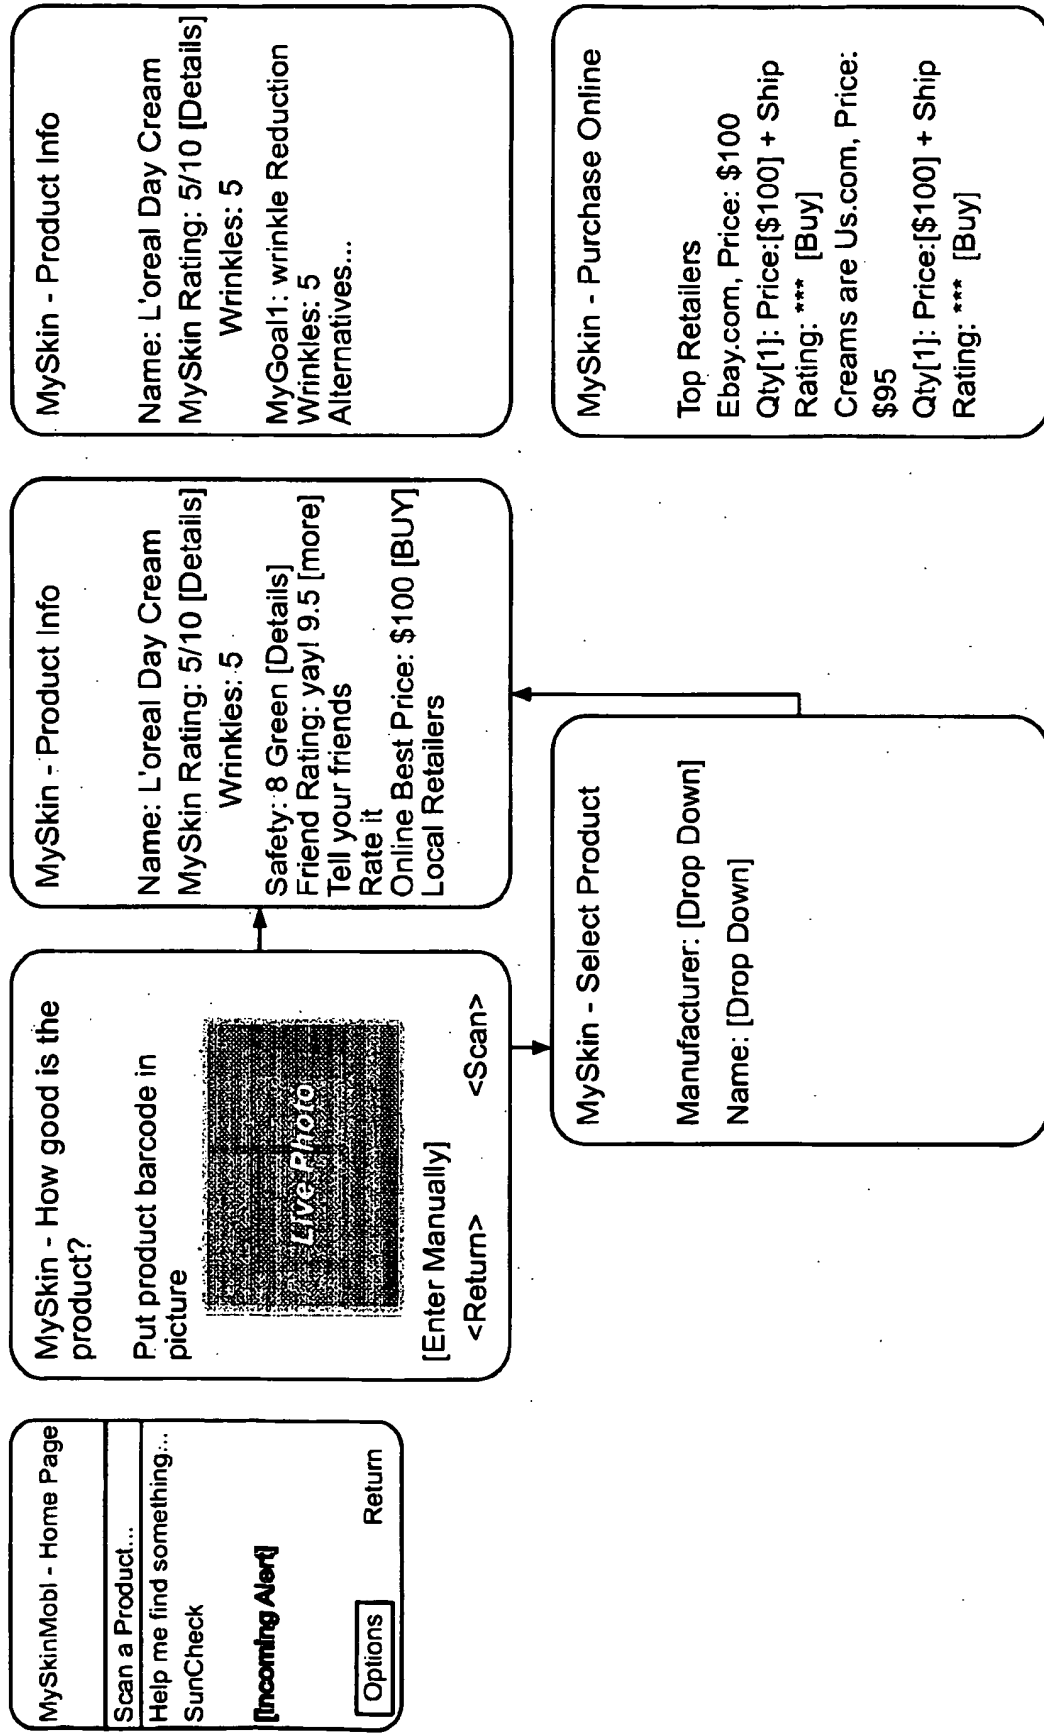 MySkinMobl - Home Page
Scan a Product...
Help me find something...
SunCheck
[Incoming Alert]
Options
Return
MySkin - How good is the
product?
Put product barcode in
picture
Live Photo
[Enter Manually]
<Return> <Scan>
MySkin - Product Info
Name: L'oreal Day Cream
MySkin Rating: 5/10 [Details]
Wrinkles: 5
Safety: 8 Green [Details]
Friend Rating: yay! 9.5 [more]
Tell your friends
Rate it
Online Best Price: $100 [BUY]
Local Retailers
MySkin - Product Info
Name: L'oreal Day Cream
MySkin Rating: 5/10 [Details]
Wrinkles: 5
MyGoal1: wrinkle Reduction
Wrinkles: 5
Alternatives...
MySkin - Select Product
Manufacturer: [Drop Down]
Name: [Drop Down]
MySkin - Purchase Online
Top Retailers
Ebay.com, Price: $100
Qty[1]: Price:[$100] + Ship
Rating: *** [Buy]
Creams are Us.com, Price:
$95
Qty[1]: Price:[$100] + Ship
Rating: *** [Buy]